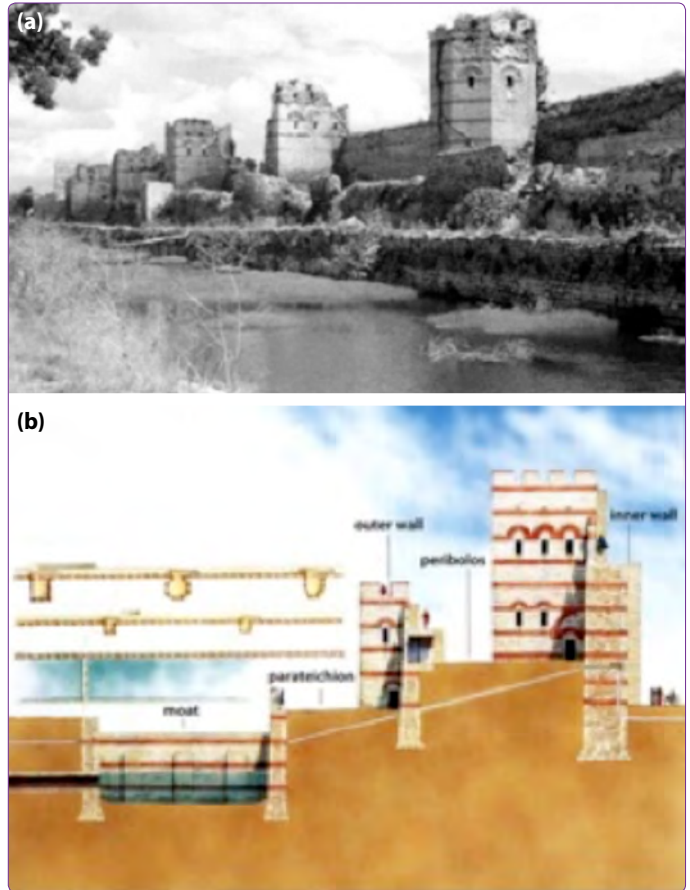 (a)
(b)
outer wall
inner wall
peribolos
parateichion
moat